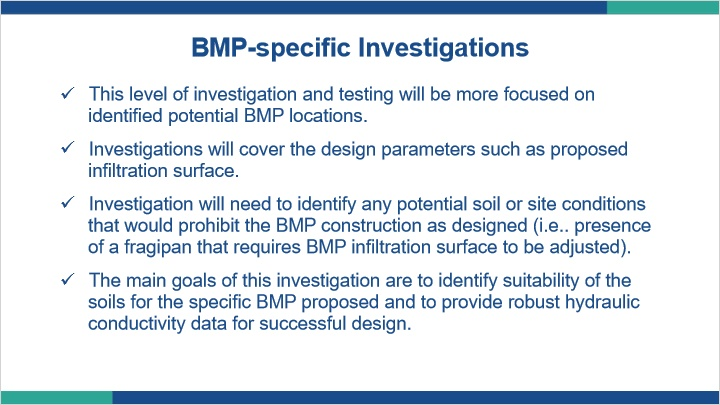 BMP-specific Investigations
✓ This level of investigation and testing will be more focused on
identified potential BMP locations.
✓ Investigations will cover the design parameters such as proposed
infiltration surface.
✓ Investigation will need to identify any potential soil or site conditions
that would prohibit the BMP construction as designed (i.e.. presence
of a fragipan that requires BMP infiltration surface to be adjusted).
✓ The main goals of this investigation are to identify suitability of the
soils for the specific BMP proposed and to provide robust hydraulic
conductivity data for successful design.